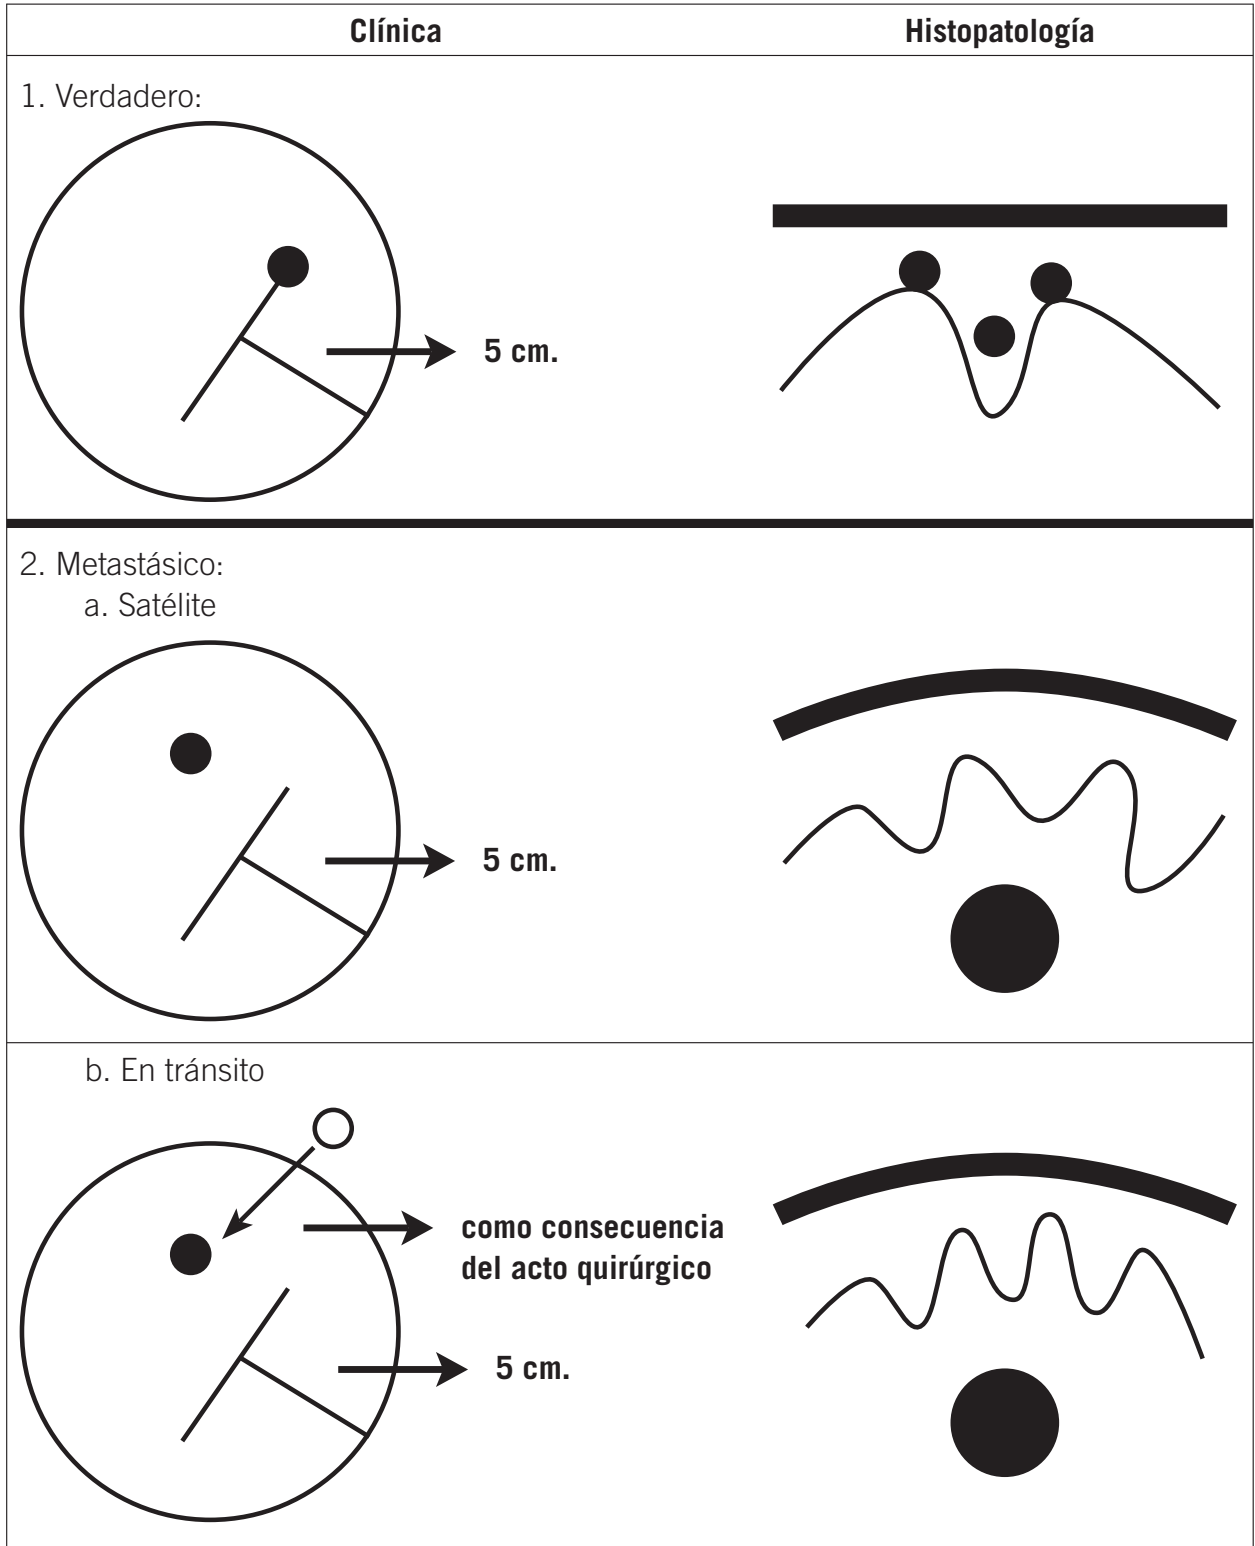 Clínica
Histopatología
1. Verdadero:
5 cm.
2. Metastásico:
a. Satélite
5 cm.
b. En tránsito
como consecuencia
del acto quirúrgico
5 cm.